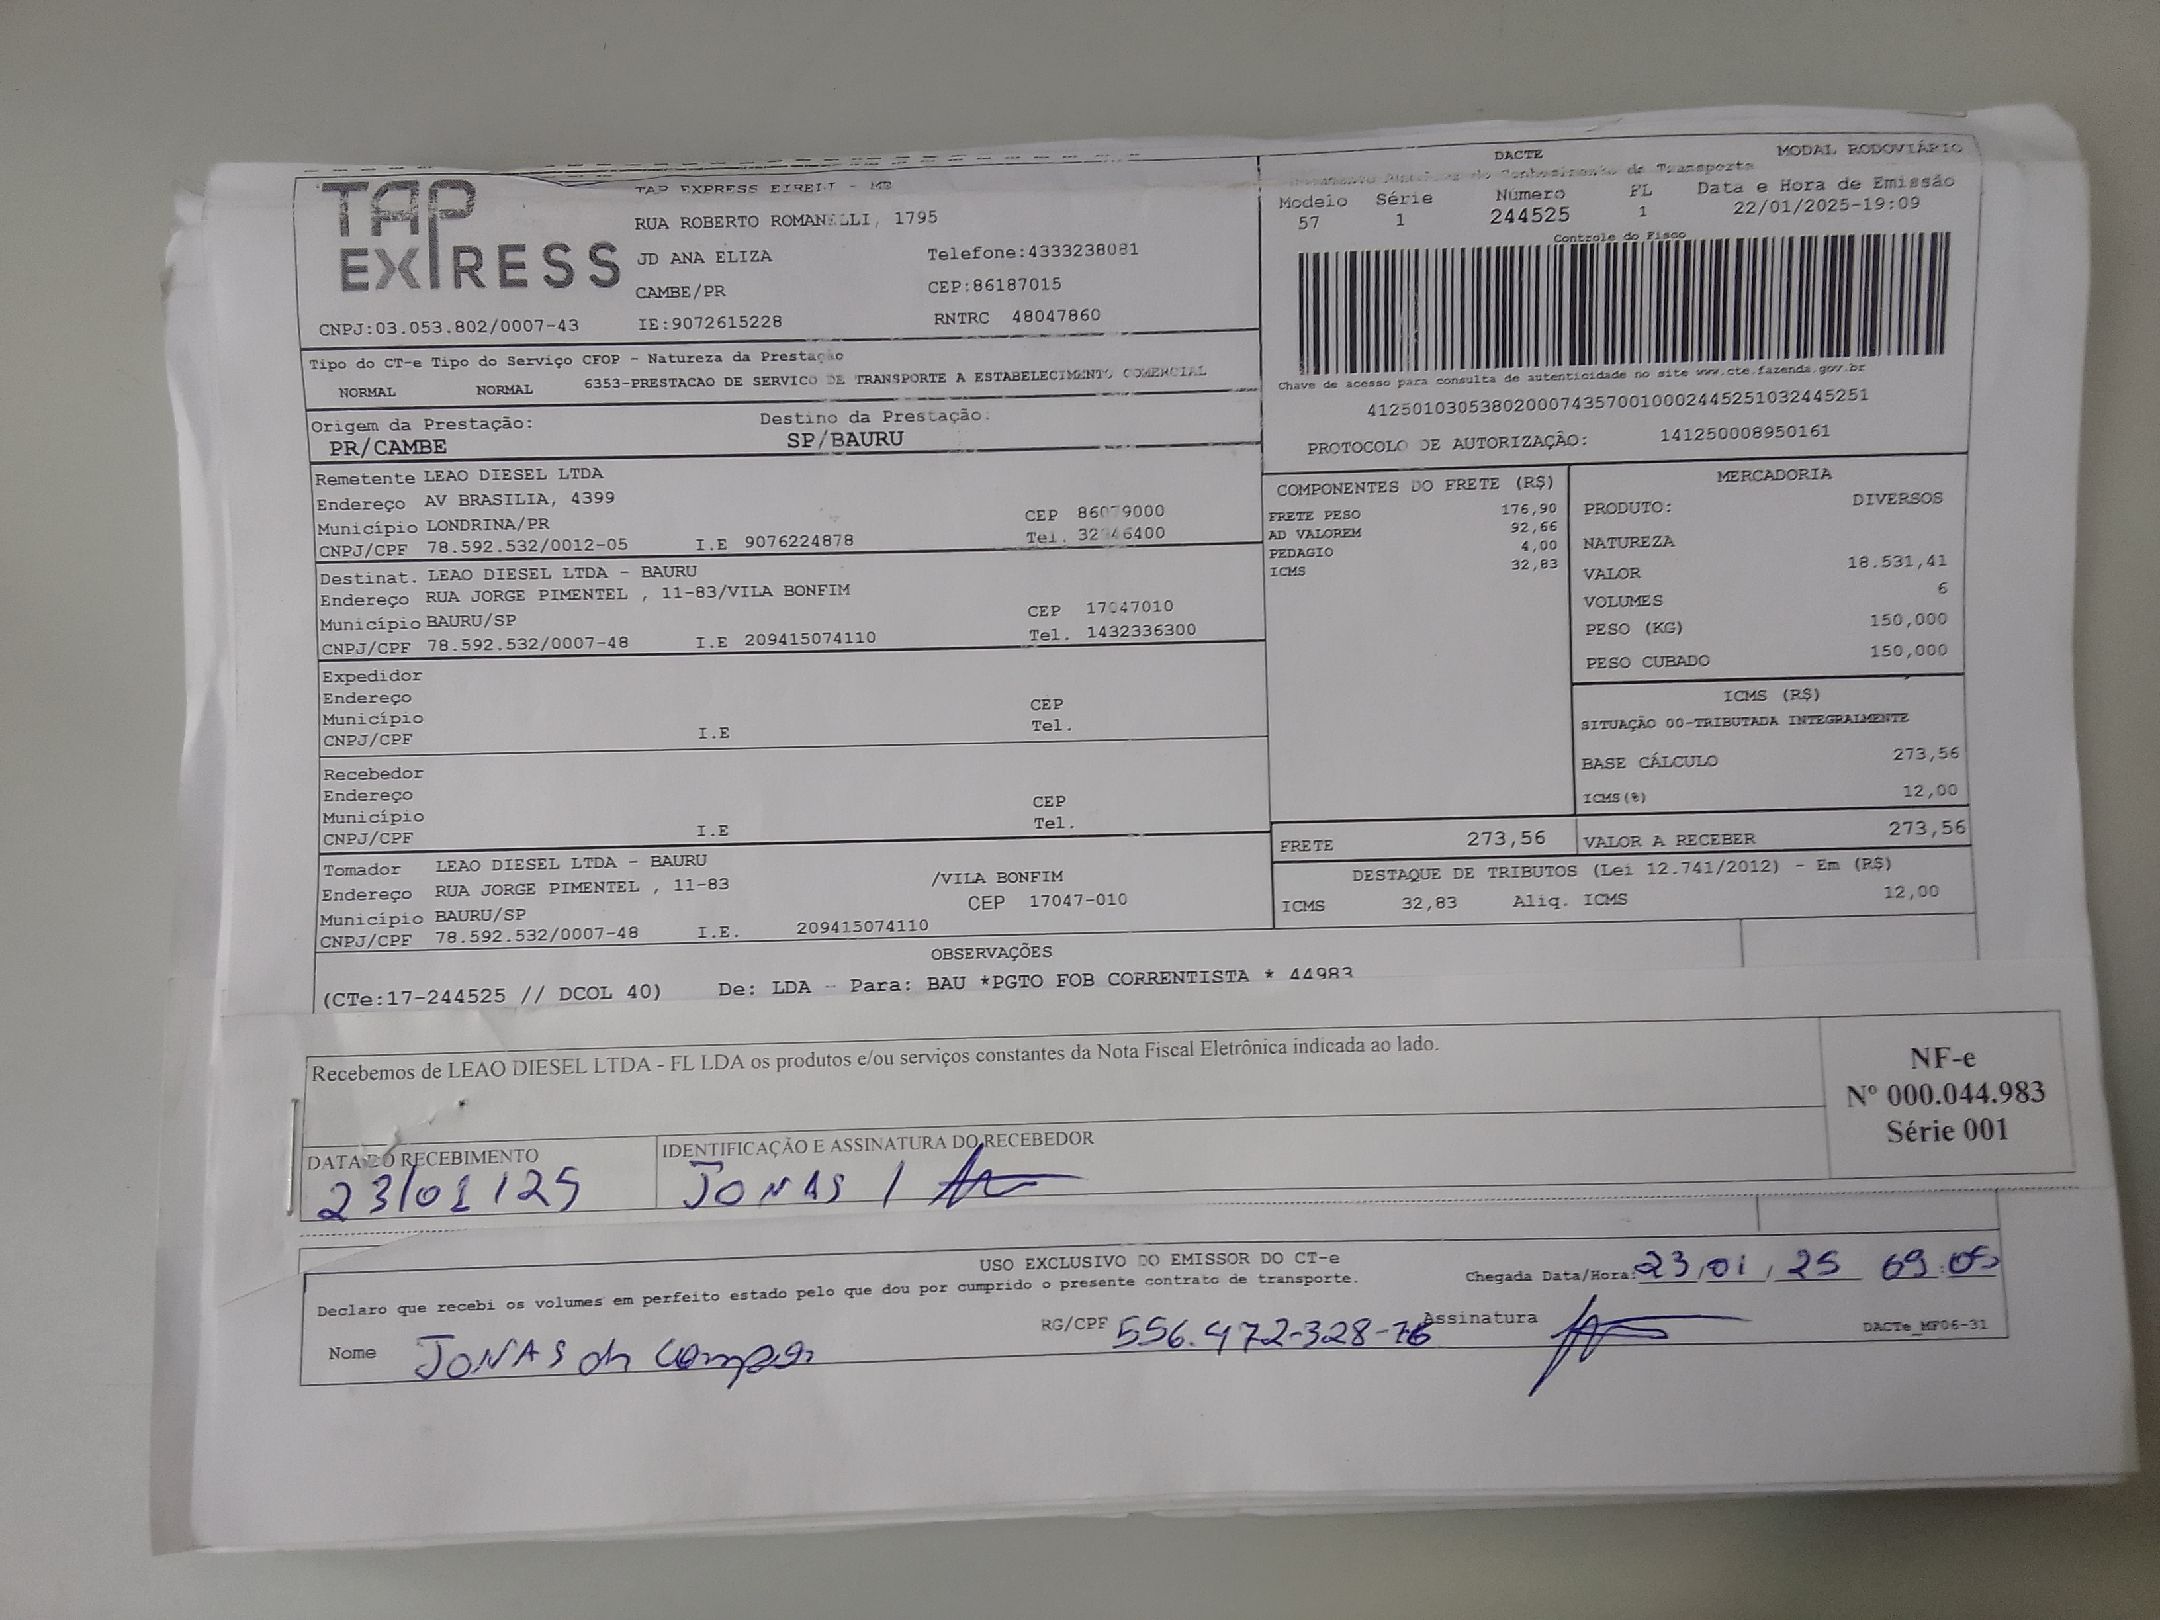 TAP EXPRESS
TAP EXPRESS EIRELI - ME
RUA ROBERTO ROMANELLI, 1795
JD ANA ELIZA Telefone:4333238081
CAMBE/PR CEP:86187015
CNPJ:03.053.802/0007-43 IE:9072615228 RNTRC 48047860
DACTE MODAL RODOVIÁRIO
Documento Auxiliar do Conhecimento de Transporte
Modelo Série Número FL Data e Hora de Emissão
57 1 244525 1 22/01/2025-19:09
Controle do Fisco
Chave de acesso para consulta de autenticidade no site www.cte.fazenda.gov.br
41250103053802000743570010002445251032445251
PROTOCOLO DE AUTORIZAÇÃO: 141250008950161
Tipo do CT-e Tipo do Serviço CFOP - Natureza da Prestação
NORMAL NORMAL 6353-PRESTACAO DE SERVICO DE TRANSPORTE A ESTABELECIMENTO COMERCIAL
Origem da Prestação: Destino da Prestação:
PR/CAMBE SP/BAURU
Remetente LEAO DIESEL LTDA
Endereço AV BRASILIA, 4399
Município LONDRINA/PR CEP 86079000
CNPJ/CPF 78.592.532/0012-05 I.E 9076224878 Tel.
Destinat. LEAO DIESEL LTDA - BAURU
Endereço RUA JORGE PIMENTEL , 11-83/VILA BONFIM
Município BAURU/SP CEP 17047010
CNPJ/CPF 78.592.532/0007-48 I.E 209415074110 Tel. 1432336300
Expedidor
Endereço
Município CEP
CNPJ/CPF I.E Tel.
Recebedor
Endereço
Município CEP
CNPJ/CPF I.E Tel.
Tomador LEAO DIESEL LTDA - BAURU
Endereço RUA JORGE PIMENTEL , 11-83 /VILA BONFIM
Município BAURU/SP CEP 17047-010
CNPJ/CPF 78.592.532/0007-48 I.E. 209415074110
COMPONENTES DO FRETE (R$)
FRETE PESO 176,90
AD VALOREM 92,66
PEDAGIO 4,00
ICMS 32,83
MERCADORIA
PRODUTO: DIVERSOS
NATUREZA
VALOR 18.531,41
VOLUMES 6
PESO (KG) 150,000
PESO CUBADO 150,000
ICMS (R$)
SITUAÇÃO 00-TRIBUTADA INTEGRALMENTE
BASE CÁLCULO 273,56
ICMS(%) 12,00
FRETE 273,56 VALOR A RECEBER 273,56
DESTAQUE DE TRIBUTOS (Lei 12.741/2012) - Em (R$)
ICMS 32,83 Aliq. ICMS 12,00
OBSERVAÇÕES
(CTe:17-244525 // DCOL 40) De: LDA - Para: BAU *PGTO FOB CORRENTISTA * 44983
Recebemos de LEAO DIESEL LTDA - FL LDA os produtos e/ou serviços constantes da Nota Fiscal Eletrônica indicada ao lado.
NF-e
Nº 000.044.983
Série 001
DATA DO RECEBIMENTO IDENTIFICAÇÃO E ASSINATURA DO RECEBEDOR
23/01/25 JONAS /
USO EXCLUSIVO DO EMISSOR DO CT-e
Declaro que recebi os volumes em perfeito estado pelo que dou por cumprido o presente contrato de transporte.
Chegada Data/Hora: 23/01/25 09:05
Nome JONAS RG/CPF 556.472-328-76 Assinatura
DACTe_MF06-31